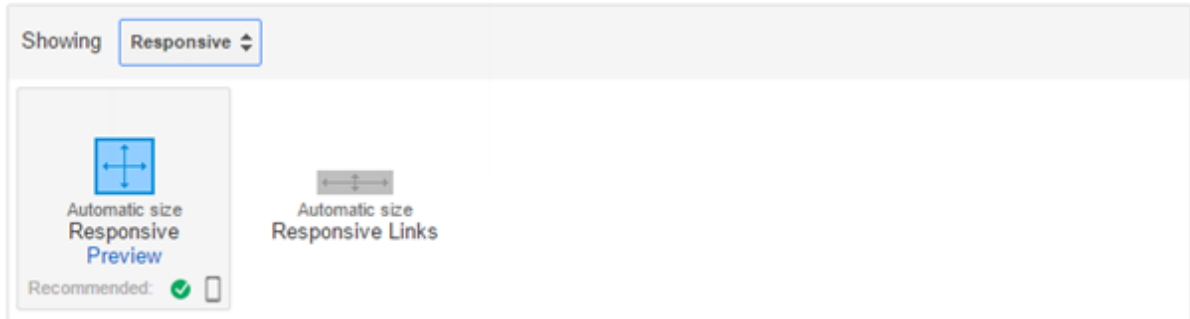 Showing Responsive
Automatic size
Responsive
Preview
Recommended:
Automatic size
Responsive Links